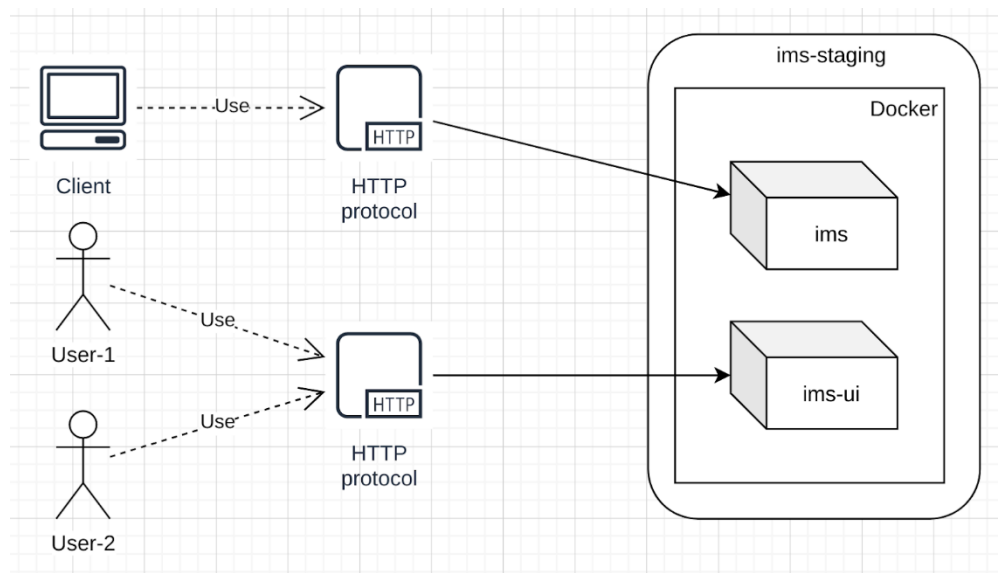 ims-staging
Docker
Use
HTTP
Client
HTTP
protocol
ims
Use
User-1
HTTP
ims-ui
Use
HTTP
protocol
User-2